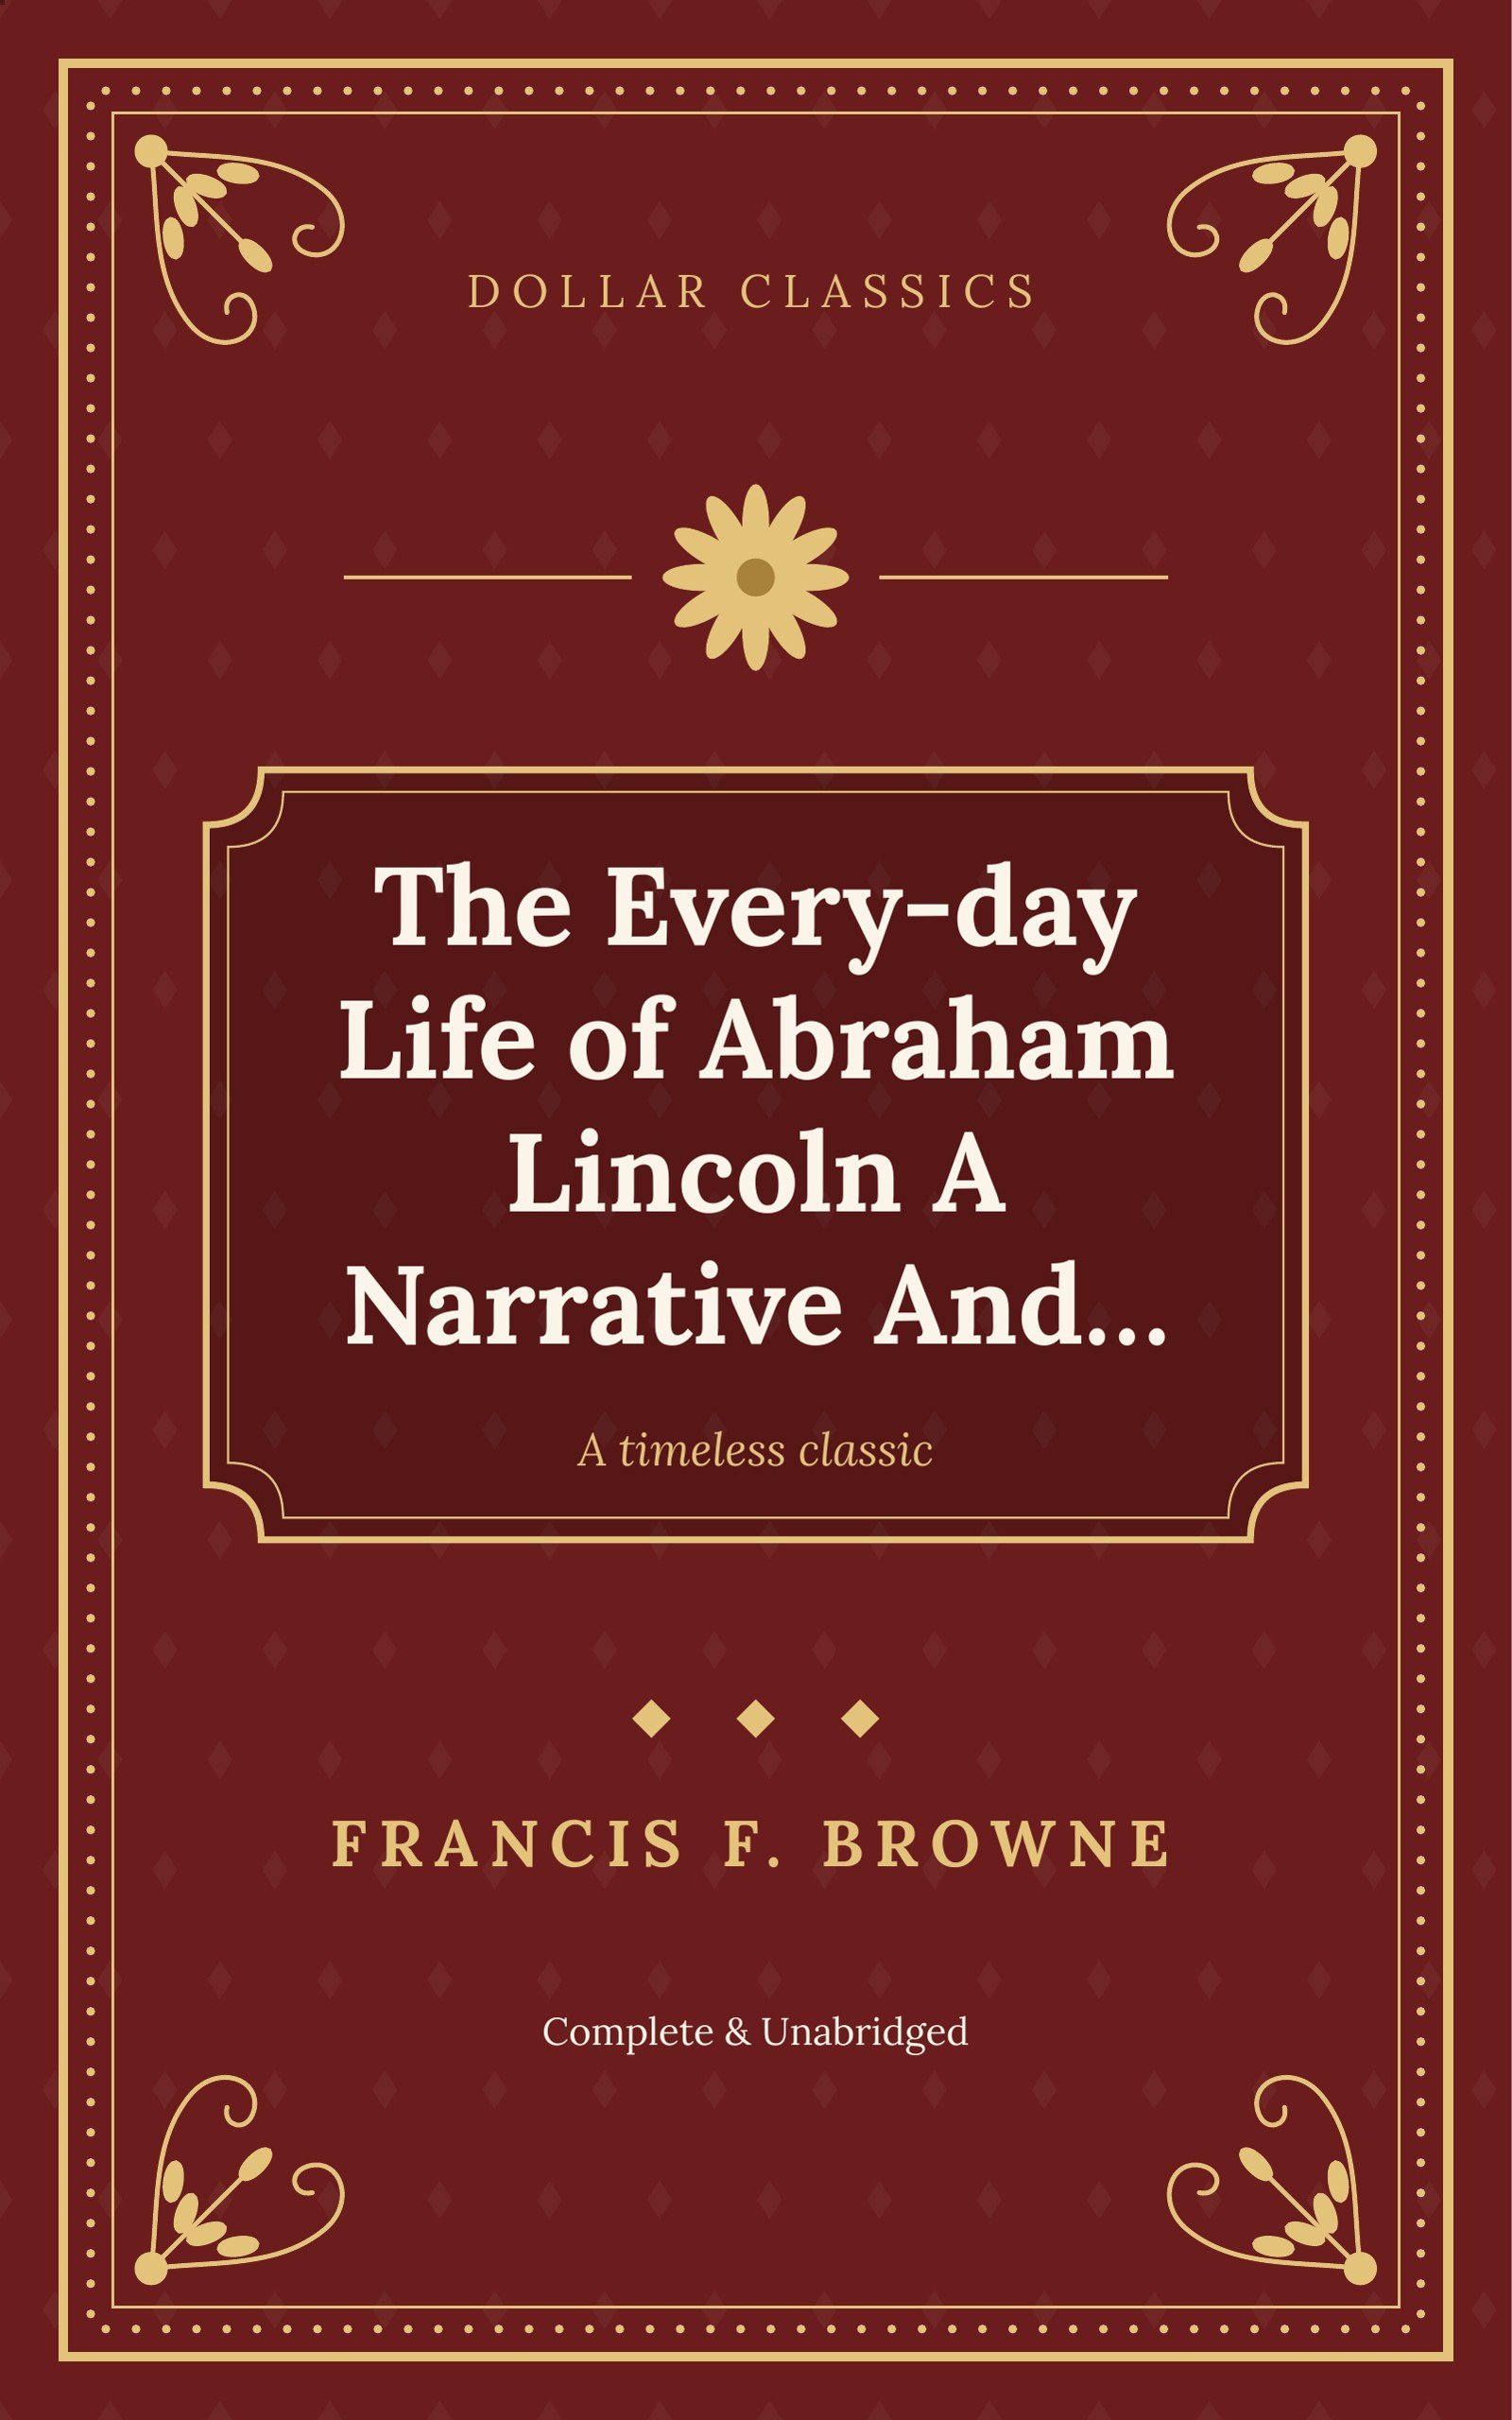 DOLLAR CLASSICS
The Every-day
Life of Abraham
Lincoln A
Narrative And...
A timeless classic
FRANCIS F. BROWNE
Complete & Unabridged